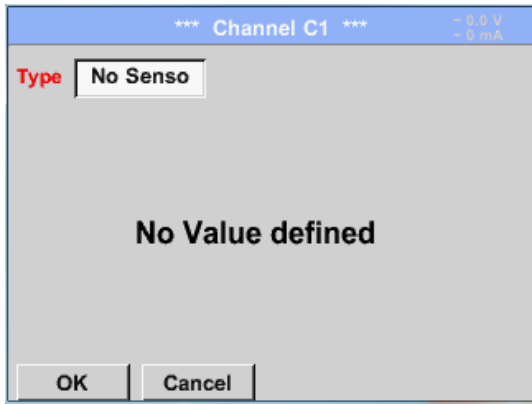 *** Channel C1 ***
~ 0.0 V
~ 0 mA
Type No Senso
No Value defined
OK Cancel